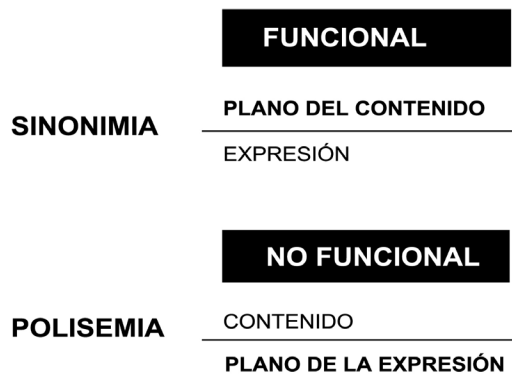 FUNCIONAL
SINONIMIA
PLANO DEL CONTENIDO
EXPRESIÓN
NO FUNCIONAL
POLISEMIA
CONTENIDO
PLANO DE LA EXPRESIÓN